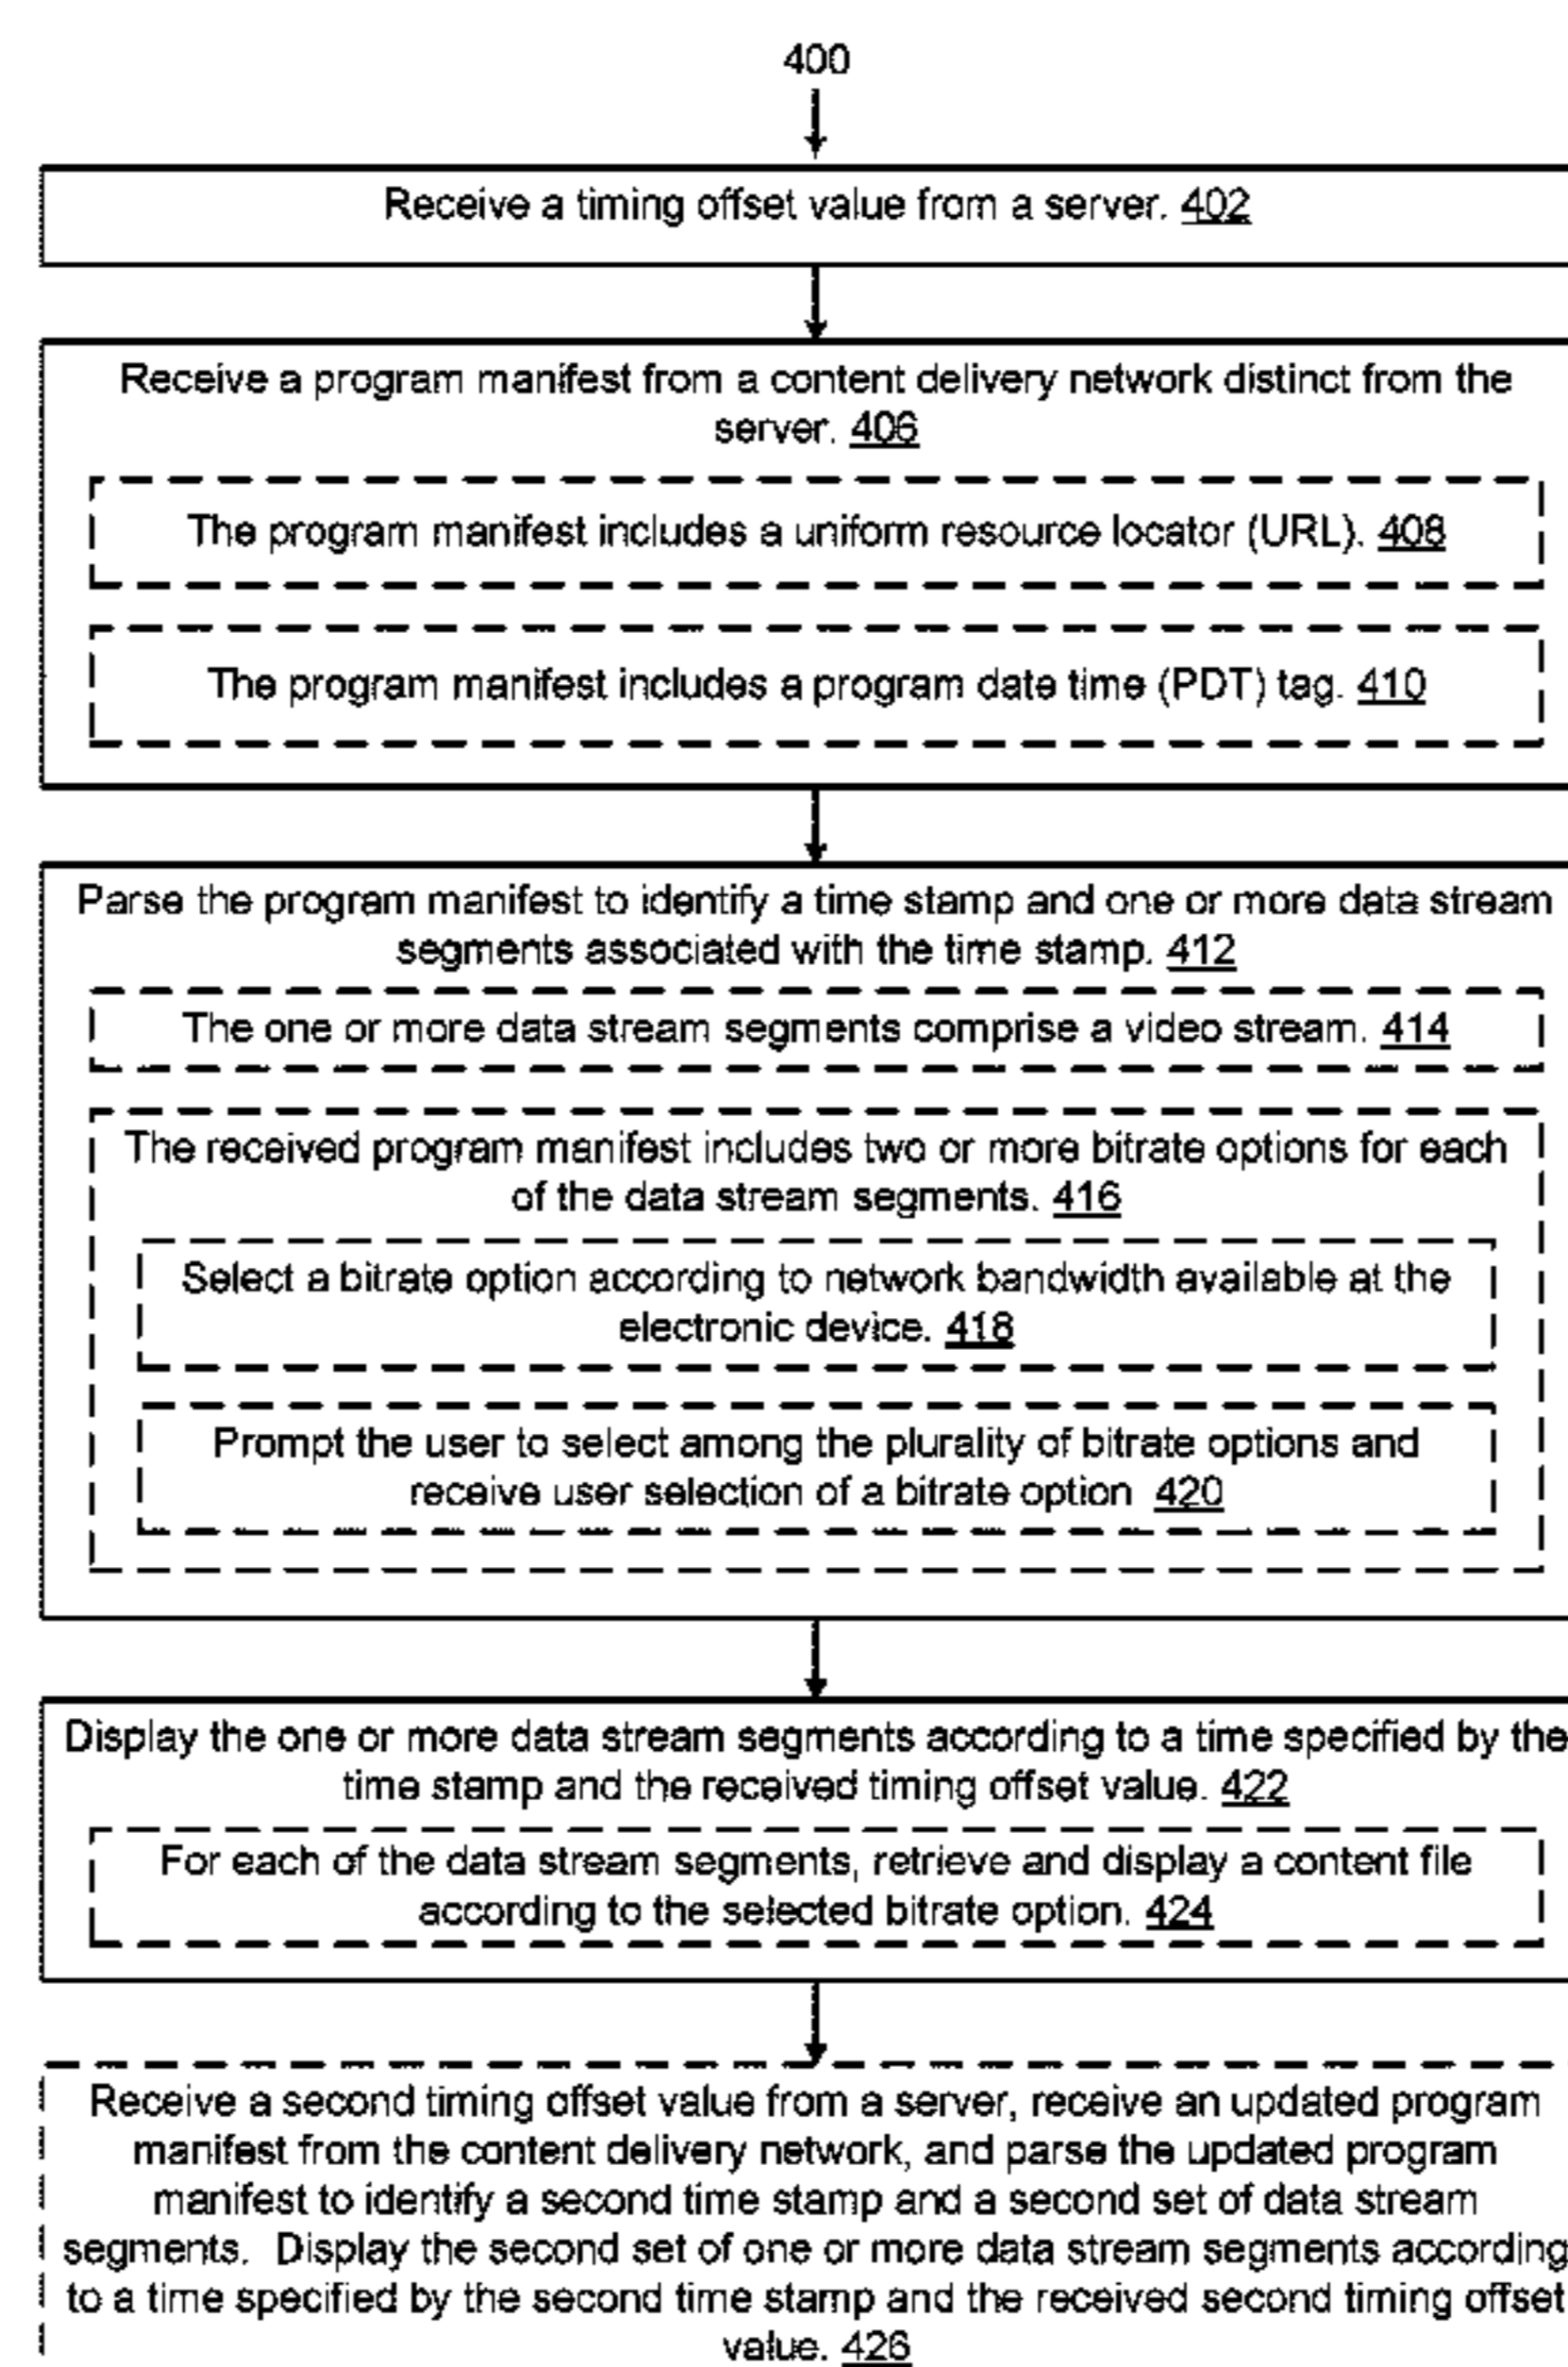 400
Receive a timing offset value from a server. 402
Receive a program manifest from a content delivery network distinct from the
server. 406
The program manifest includes a uniform resource locator (URL). 408
The program manifest includes a program date time (PDT) tag. 410
Parse the program manifest to identify a time stamp and one or more data stream
segments associated with the time stamp. 412
The one or more data stream segments comprise a video stream. 414
The received program manifest includes two or more bitrate options for each
of the data stream segments. 416
Select a bitrate option according to network bandwidth available at the
electronic device. 418
Prompt the user to select among the plurality of bitrate options and
receive user selection of a bitrate option 420
Display the one or more data stream segments according to a time specified by the
time stamp and the received timing offset value. 422
For each of the data stream segments, retrieve and display a content file
according to the selected bitrate option. 424
Receive a second timing offset value from a server, receive an updated program
manifest from the content delivery network, and parse the updated program
manifest to identify a second time stamp and a second set of data stream
segments. Display the second set of one or more data stream segments according
to a time specified by the second time stamp and the received second timing offset
value. 426